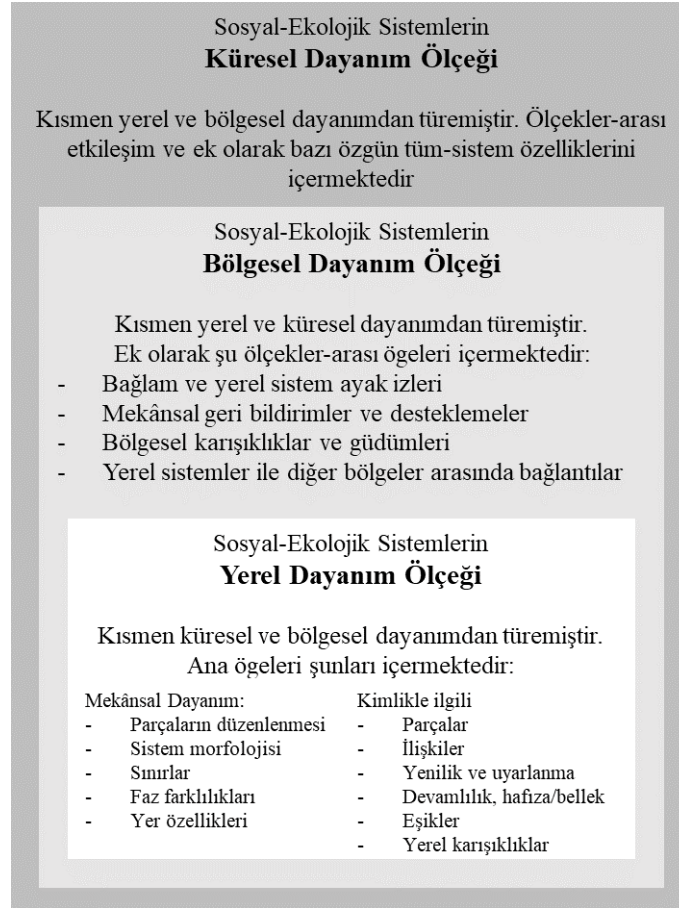 Sosyal-Ekolojik Sistemlerin
Küresel Dayanım Ölçeği
Kısmen yerel ve bölgesel dayanımdan türemiştir. Ölçekler-arası
etkileşim ve ek olarak bazı özgün tüm-sistem özelliklerini
içermektedir
Sosyal-Ekolojik Sistemlerin
Bölgesel Dayanım Ölçeği
Kısmen yerel ve küresel dayanımdan türemiştir.
Ek olarak şu ölçekler-arası ögeleri içermektedir:
- Bağlam ve yerel sistem ayak izleri
- Mekânsal geri bildirimler ve desteklemeler
- Bölgesel karışıklıklar ve güdümleri
- Yerel sistemler ile diğer bölgeler arasında bağlantılar
Sosyal-Ekolojik Sistemlerin
Yerel Dayanım Ölçeği
Kısmen küresel ve bölgesel dayanımdan türemiştir.
Ana ögeleri şunları içermektedir:
Mekânsal Dayanım:
- Parçaların düzenlenmesi
- Sistem morfolojisi
- Sınırlar
- Faz farklılıkları
- Yer özellikleri
Kimlikle ilgili
- Parçalar
- İlişkiler
- Yenilik ve uyarlanma
- Devamlılık, hafıza/bellek
- Eşikler
- Yerel karışıklıklar